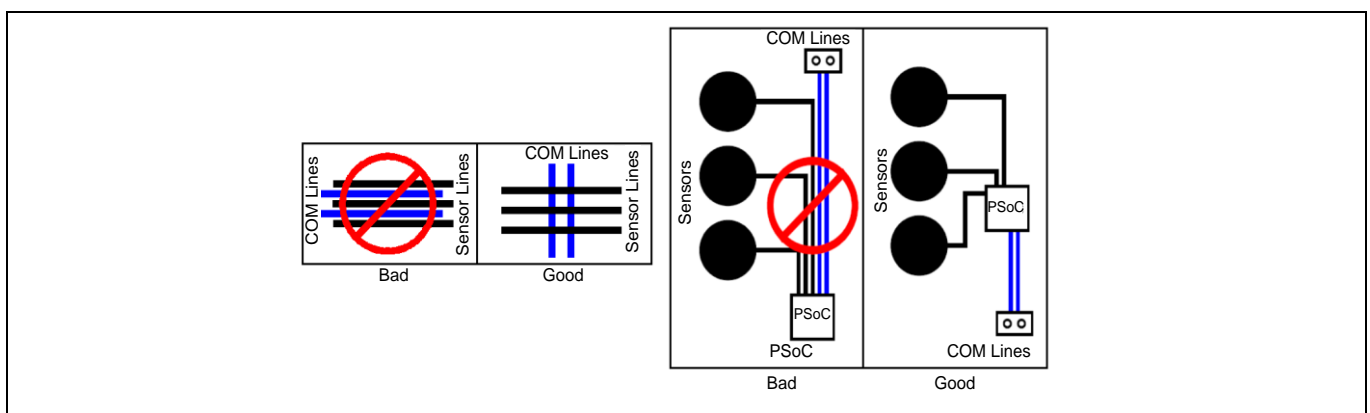 COM Lines
Sensor Lines
Bad
COM Lines
Sensor Lines
Good
COM Lines
Sensors
PSoC
PSoC
Bad
Sensors
PSoC
COM Lines
Good